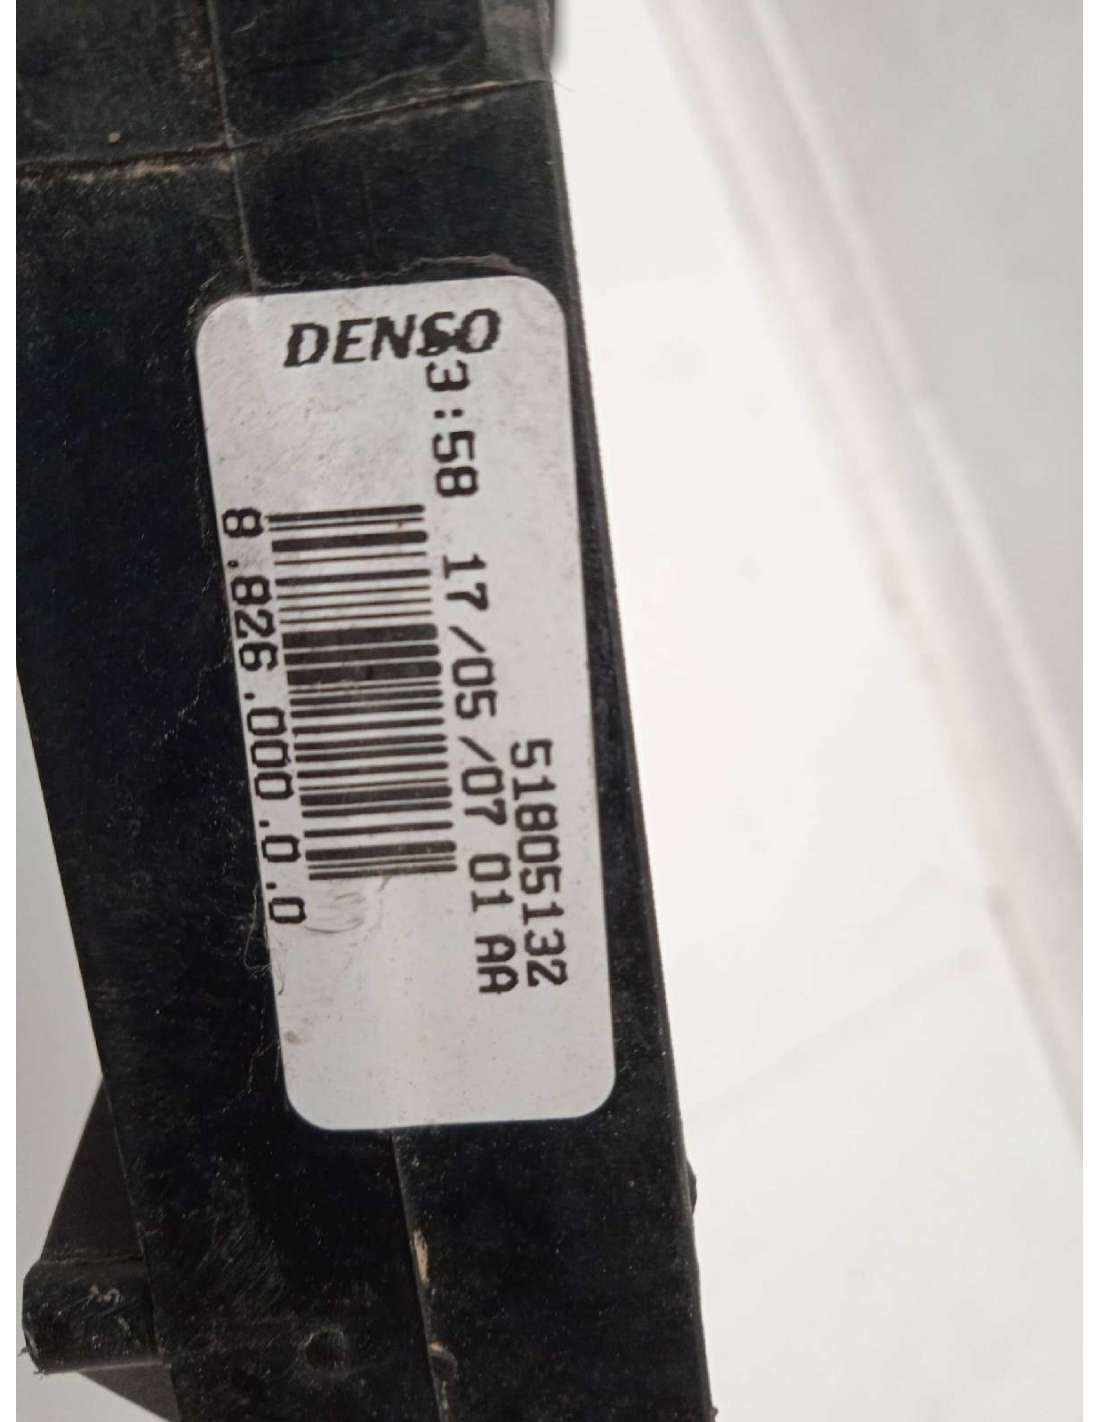 DENSO
51805132
3:58 17/05/07 01 AA
8.826.000.0.0